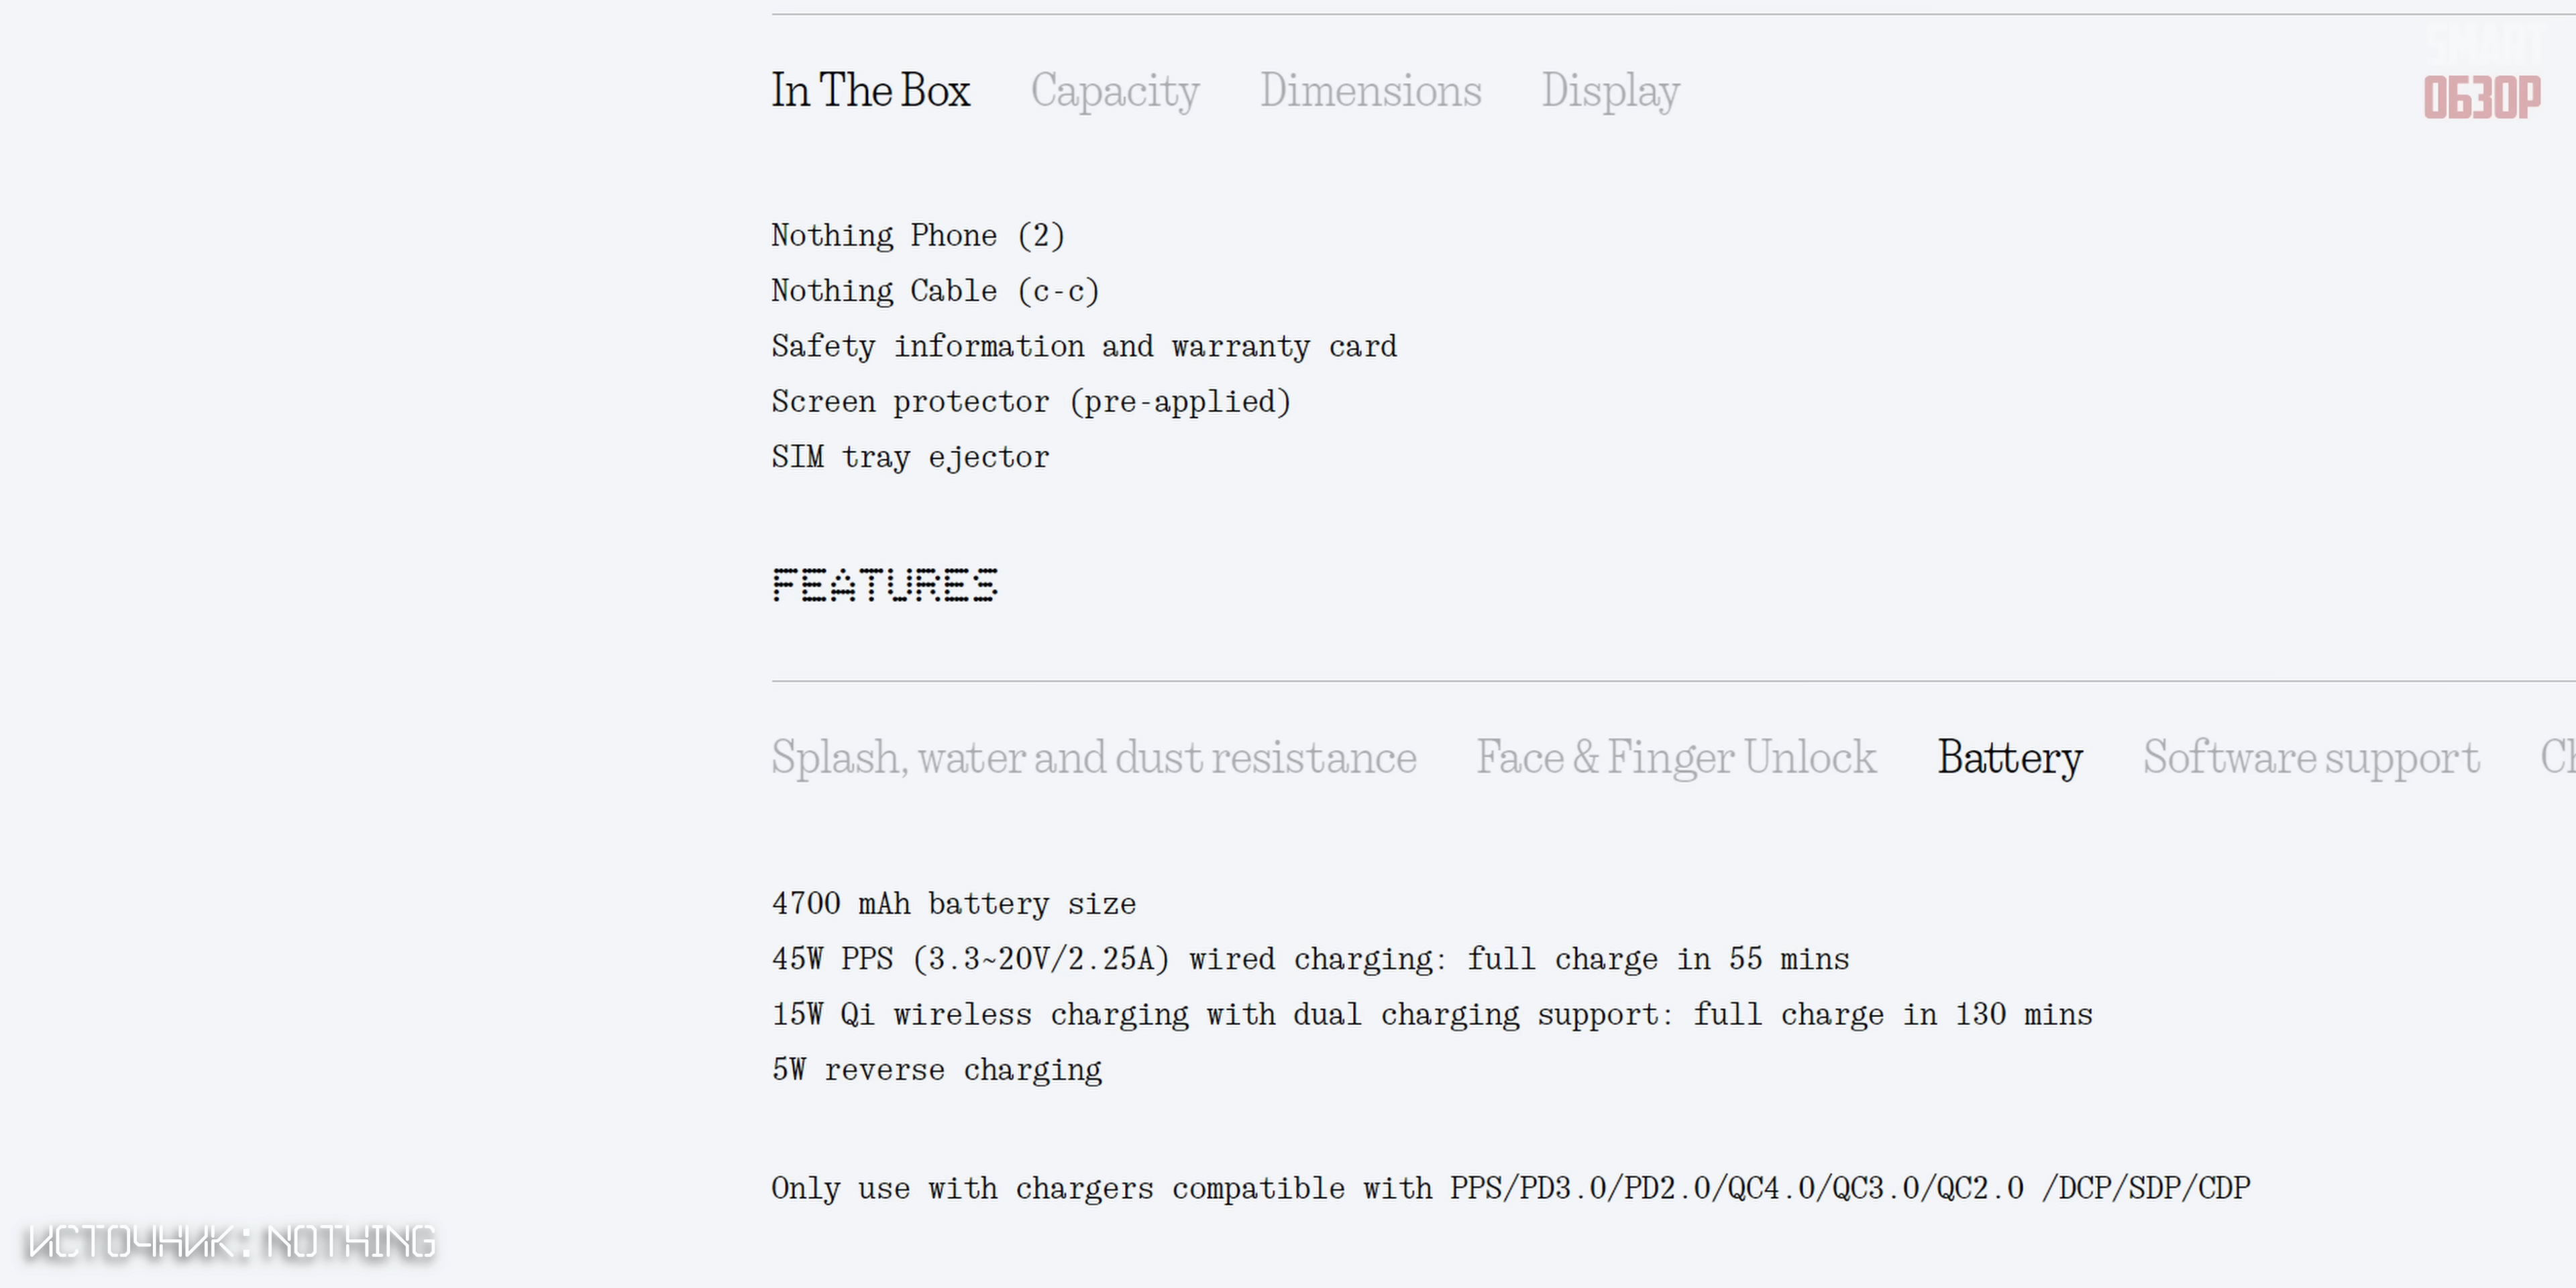 In The Box Capacity Dimensions Display
SMART
ОБЗОР
Nothing Phone (2)
Nothing Cable (c-c)
Safety information and warranty card
Screen protector (pre-applied)
SIM tray ejector
FEATURES
Splash, water and dust resistance Face & Finger Unlock Battery Software support
4700 mAh battery size
45W PPS (3.3~20V/2.25A) wired charging: full charge in 55 mins
15W Qi wireless charging with dual charging support: full charge in 130 mins
5W reverse charging
Only use with chargers compatible with PPS/PD3.0/PD2.0/QC4.0/QC3.0/QC2.0 /DCP/SDP/CDP
ИСТОЧНИК: NOTHING